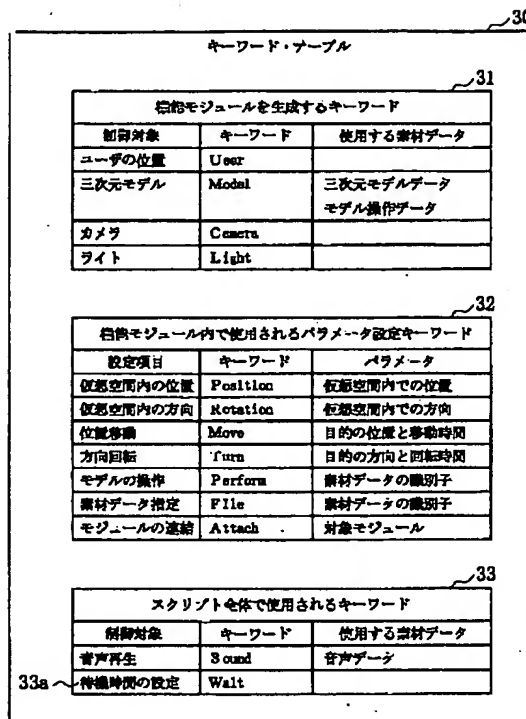 30
キーワード・テーブル
31
機能モジュールを生成するキーワード
制御対象 キーワード 使用する素材データ
ユーザの位置 User
三次元モデル Model 三次元モデルデータ
モデル操作データ
カメラ Camera
ライト Light
32
機能モジュール内で使用されるパラメータ設定キーワード
設定項目 キーワード パラメータ
仮想空間内の位置 Position 仮想空間内での位置
仮想空間内の方向 Rotation 仮想空間内での方向
位置移動 Move 目的の位置と移動時間
方向回転 Turn 目的の方向と回転時間
モデルの操作 Perform 素材データの識別子
素材データ指定 File 素材データの識別子
モジュールの連結 Attach 対象モジュール
33
スクリプト全体で使用されるキーワード
制御対象 キーワード 使用する素材データ
音声再生 Sound 音声データ
33a 待機時間の設定 Wait